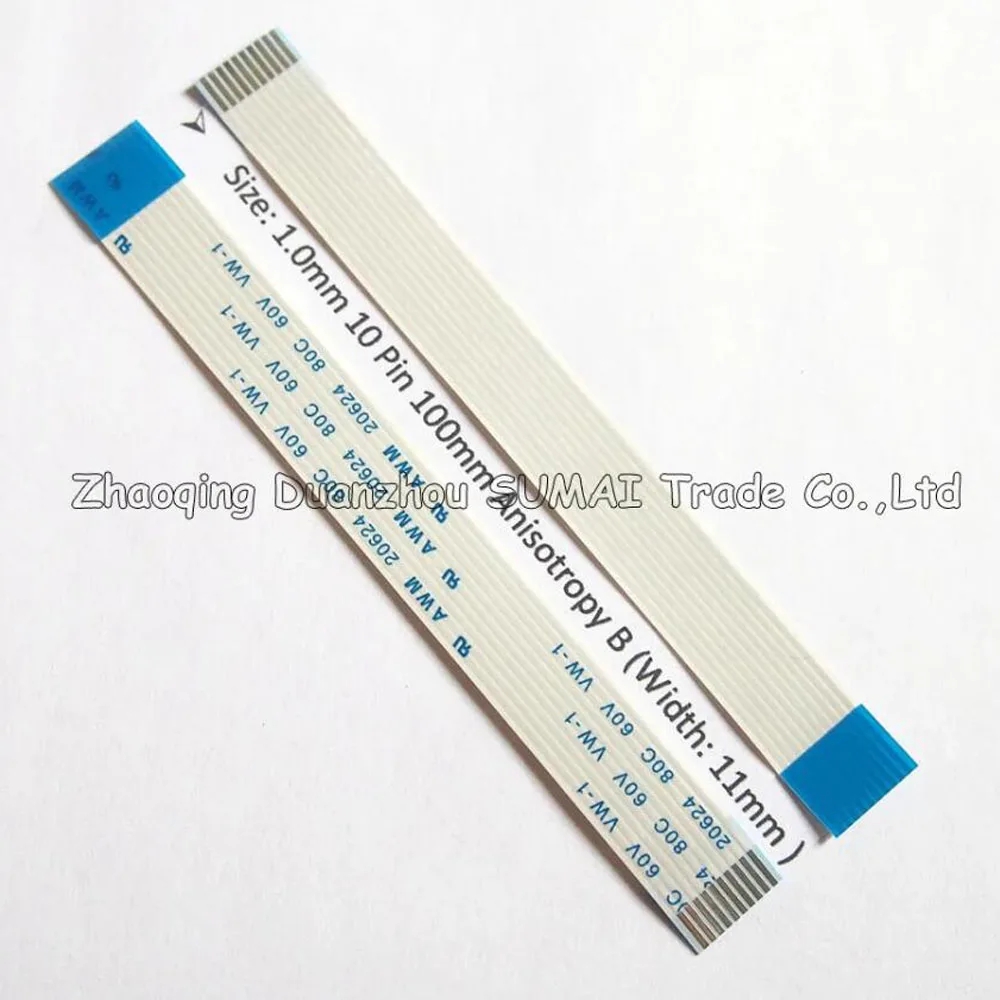 AWM
Size: 1.0mm 10 Pin 100mm Anisotropy B (Width: 11mm )
AWM 20624 80C 60V VW-1
AWM 20624 80C 60V VW-1
AWM 20624 80C 60V VW-1
Zhaoqing Duanzhou SUMAI Trade Co.,Ltd
20624 80C 60V VW-1
80C 60V VW-1
60V VW-1